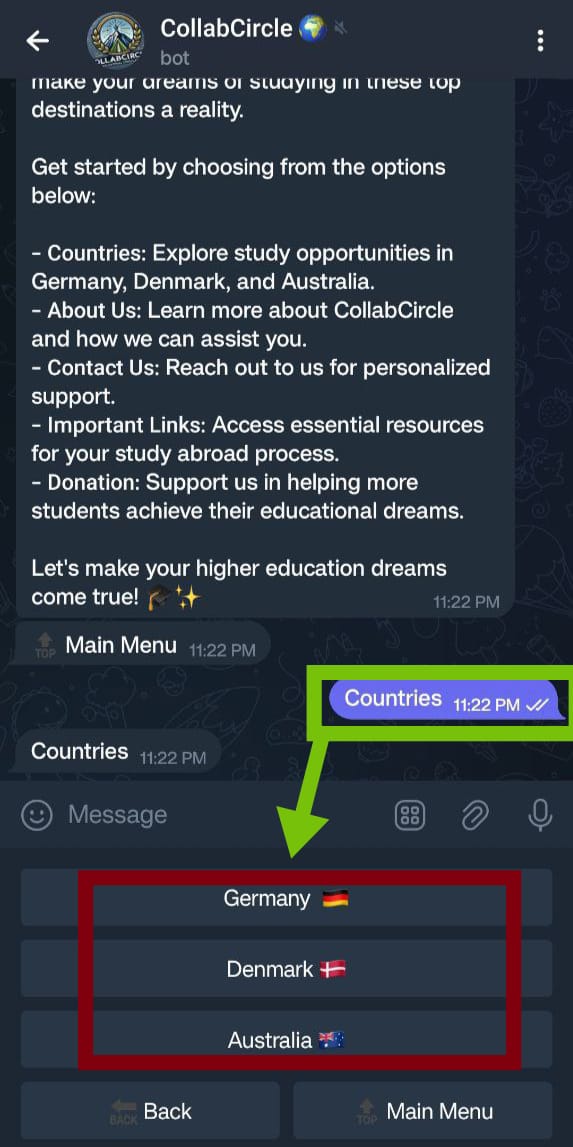 CollabCircle 🌍
bot
make your dreams of studying in these top
destinations a reality.
Get started by choosing from the options
below:
- Countries: Explore study opportunities in
Germany, Denmark, and Australia.
- About Us: Learn more about CollabCircle
and how we can assist you.
- Contact Us: Reach out to us for personalized
support.
- Important Links: Access essential resources
for your study abroad process.
- Donation: Support us in helping more
students achieve their educational dreams.
Let's make your higher education dreams
come true! 🎓✨ 11:22 PM
TOP Main Menu 11:22 PM
Countries 11:22 PM
Countries 11:22 PM
Message
Germany 🇩🇪
Denmark 🇩🇰
Australia 🇦🇺
BACK Back
TOP Main Menu